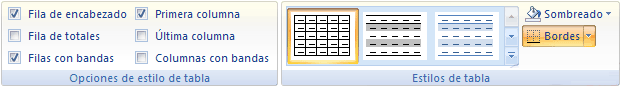 Fila de encabezado
Primera columna
Fila de totales
Última columna
Filas con bandas
Columnas con bandas
Opciones de estilo de tabla
Sombreado
Bordes
Estilos de tabla